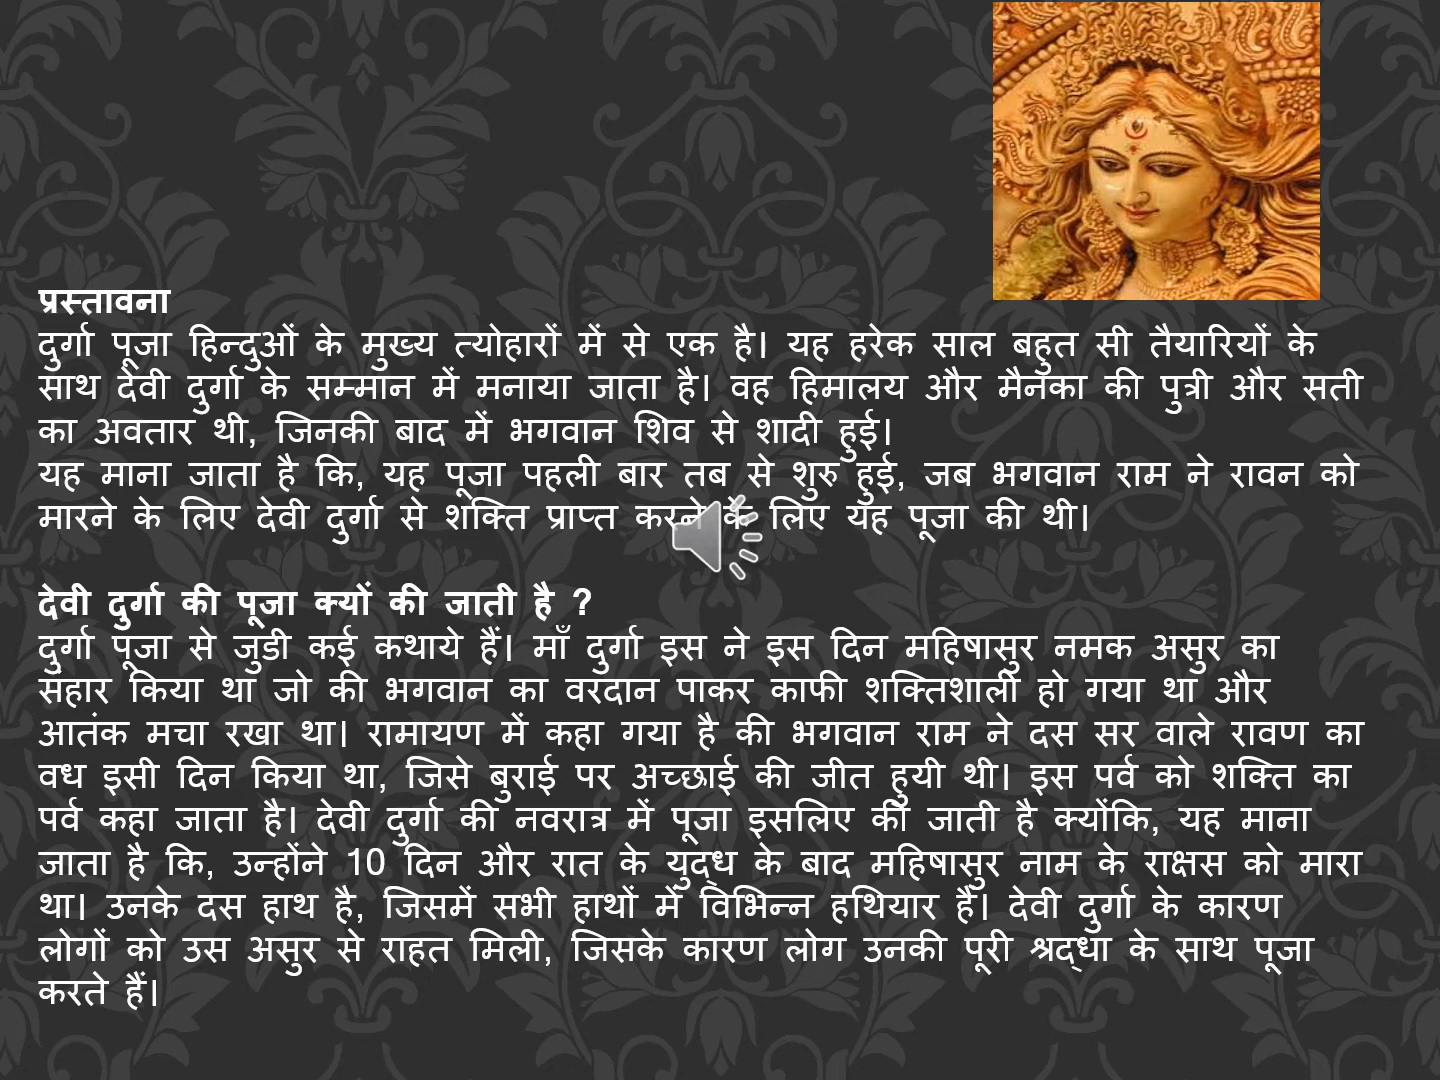 प्रस्तावना
दुर्गा पूजा हिन्दुओं के मुख्य त्योहारों में से एक है। यह हरेक साल बहुत सी तैयारियों के
साथ देवी दुर्गा के सम्मान में मनाया जाता है। वह हिमालय और मैनका की पुत्री और सती
का अवतार थी, जिनकी बाद में भगवान शिव से शादी हुई।
यह माना जाता है कि, यह पूजा पहली बार तब से शुरु हुई, जब भगवान राम ने रावन को
मारने के लिए देवी दुर्गा से शक्ति प्राप्त करने के लिए यह पूजा की थी।
देवी दुर्गा की पूजा क्यों की जाती है ?
दुर्गा पूजा से जुडी कई कथाये हैं। माँ दुर्गा इस ने इस दिन महिषासुर नमक असुर का
संहार किया था जो की भगवान का वरदान पाकर काफी शक्तिशाली हो गया था और
आतंक मचा रखा था। रामायण में कहा गया है की भगवान राम ने दस सर वाले रावण का
वध इसी दिन किया था, जिसे बुराई पर अच्छाई की जीत हुयी थी। इस पर्व को शक्ति का
पर्व कहा जाता है। देवी दुर्गा की नवरात्र में पूजा इसलिए की जाती है क्योंकि, यह माना
जाता है कि, उन्होंने 10 दिन और रात के युद्ध के बाद महिषासुर नाम के राक्षस को मारा
था। उनके दस हाथ है, जिसमें सभी हाथों में विभिन्न हथियार हैं। देवी दुर्गा के कारण
लोगों को उस असुर से राहत मिली, जिसके कारण लोग उनकी पूरी श्रद्धा के साथ पूजा
करते हैं।